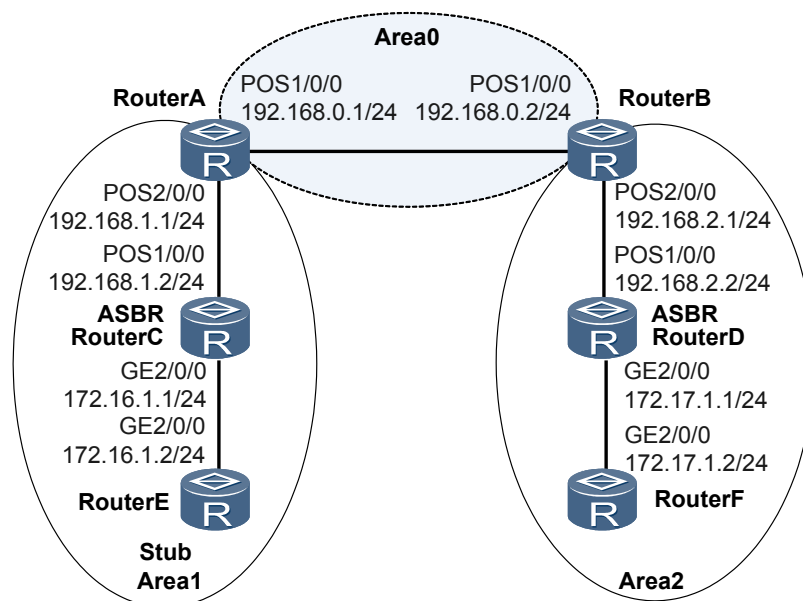 Area0
RouterA
POS1/0/0
192.168.0.1/24
POS1/0/0
192.168.0.2/24
RouterB
R
R
POS2/0/0
192.168.1.1/24
POS1/0/0
192.168.1.2/24
POS2/0/0
192.168.2.1/24
POS1/0/0
192.168.2.2/24
ASBR
RouterC
R
R
ASBR
RouterD
GE2/0/0
172.16.1.1/24
GE2/0/0
172.16.1.2/24
GE2/0/0
172.17.1.1/24
GE2/0/0
172.17.1.2/24
RouterE
R
R
RouterF
Stub
Area1
Area2